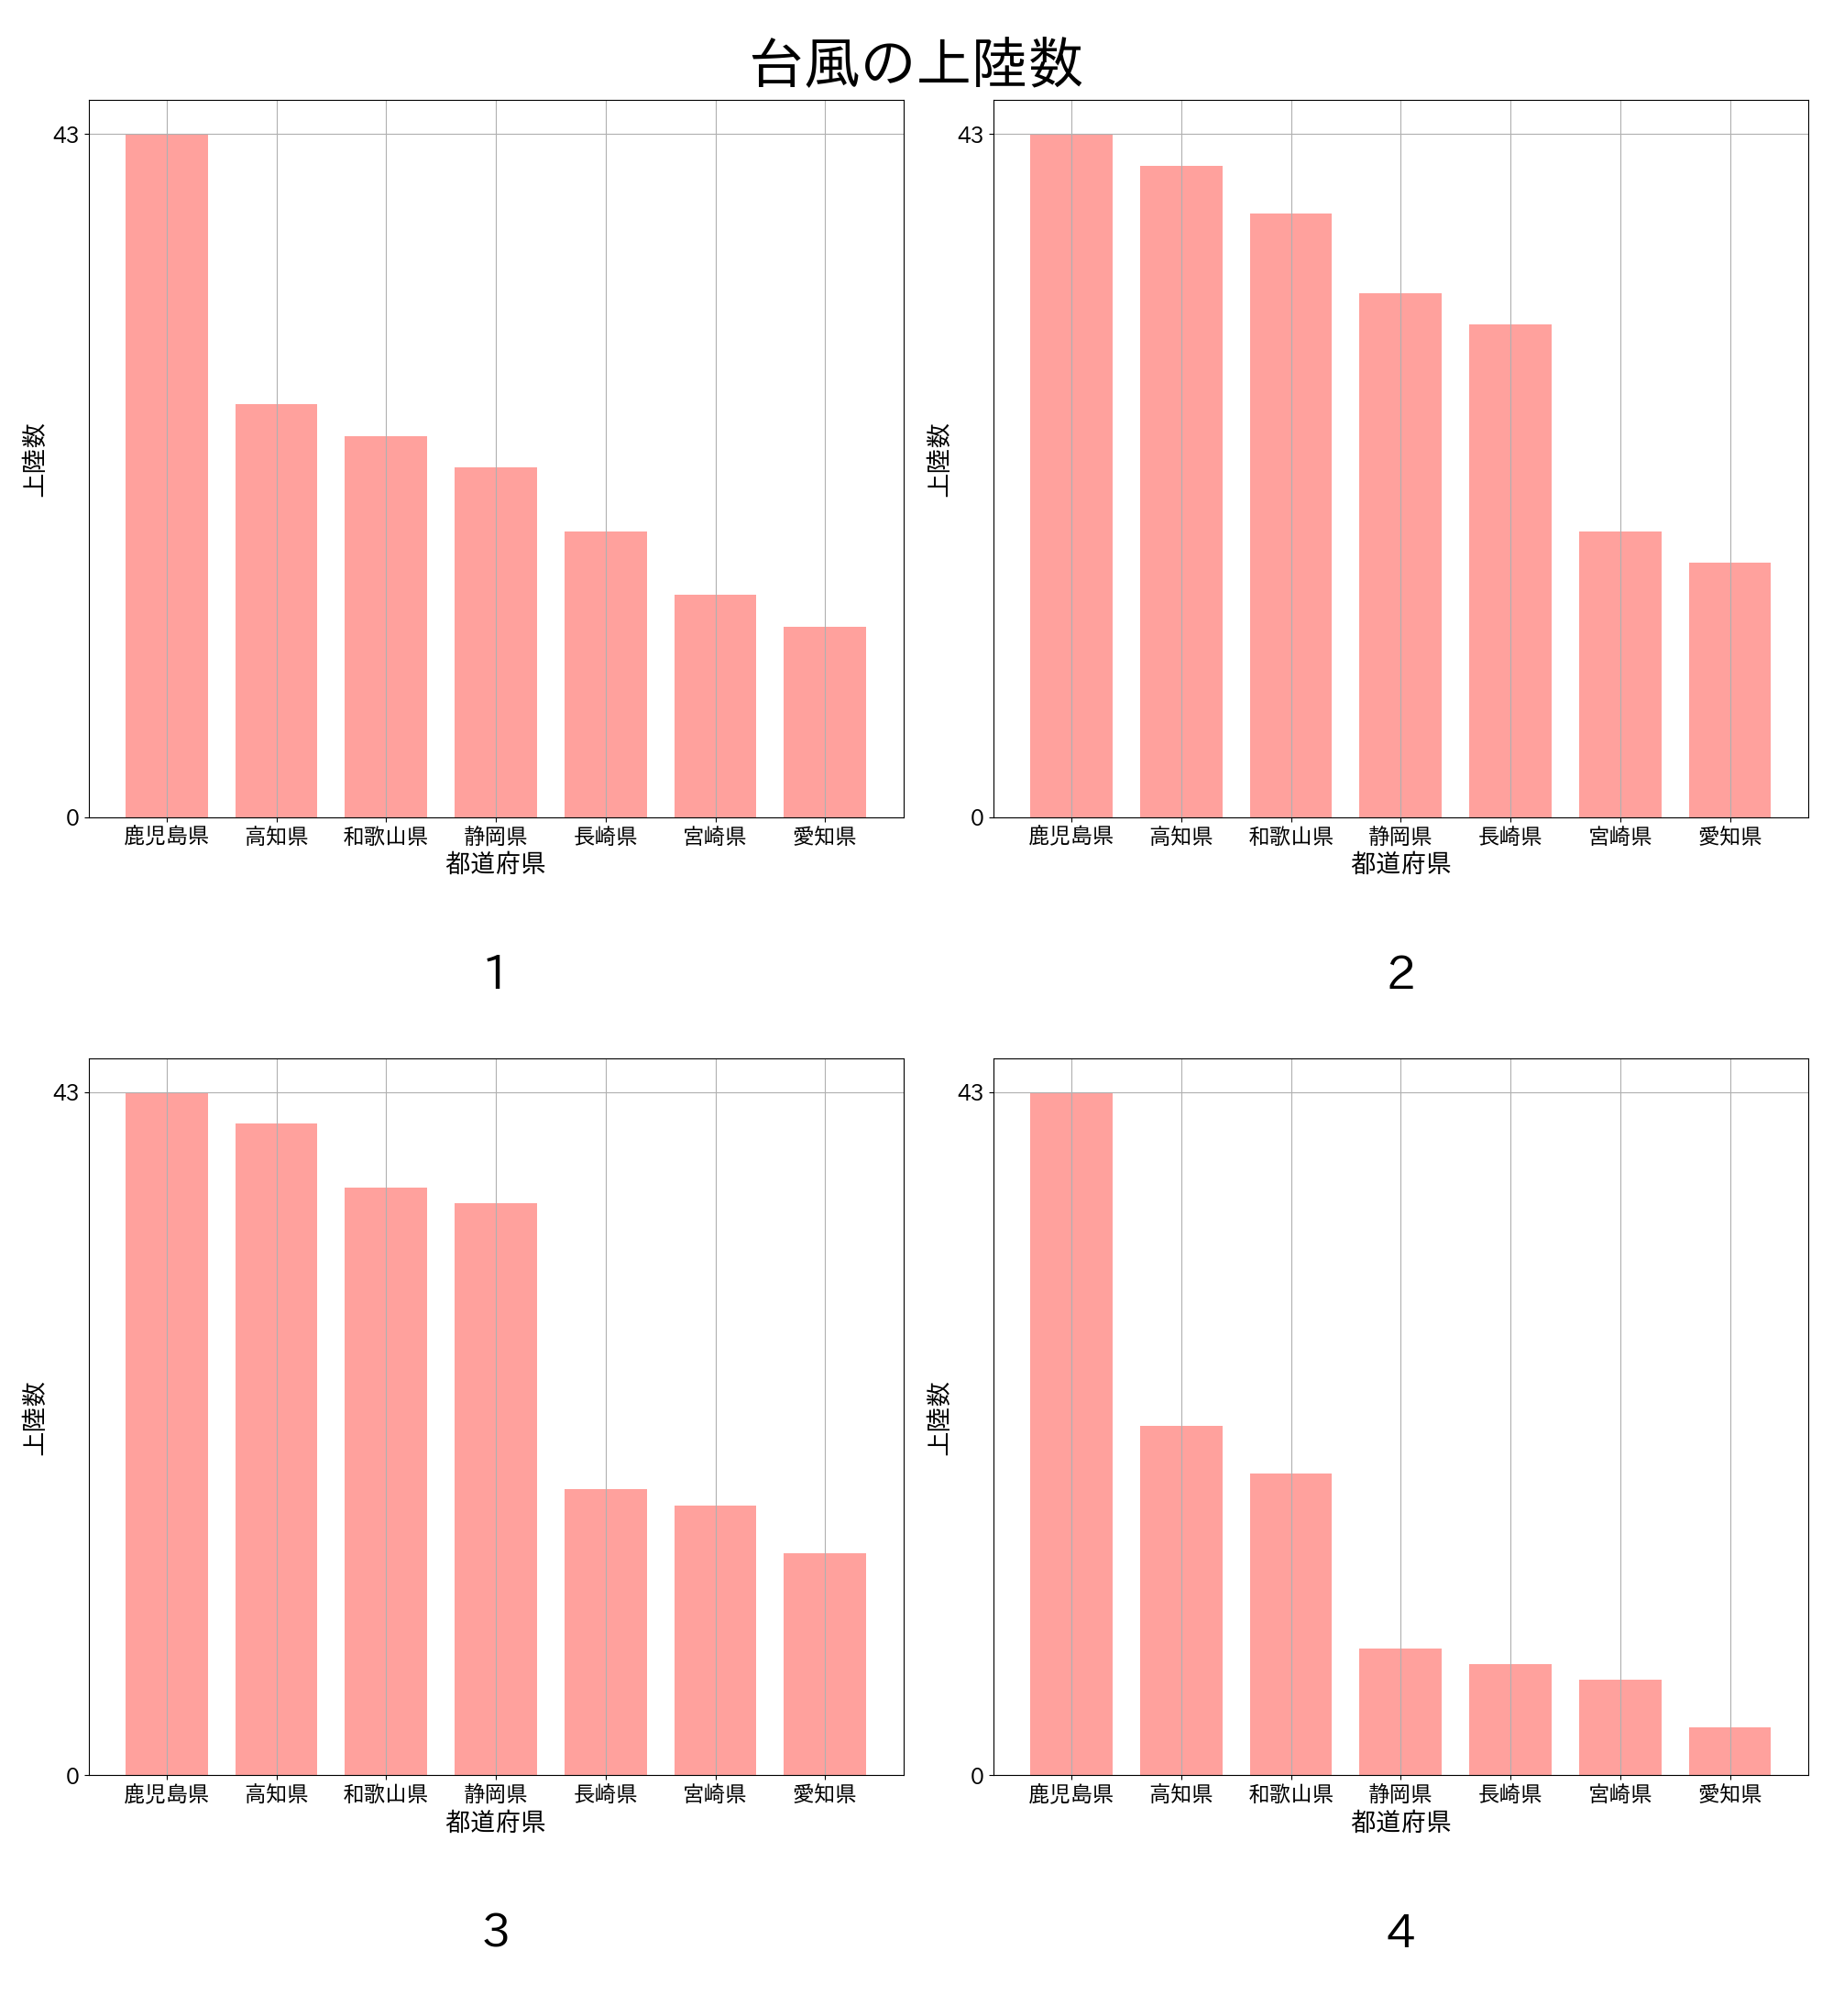 台風の上陸数
43
上陸数
0
鹿児島県 高知県 和歌山県 静岡県 長崎県 宮崎県 愛知県
都道府県
1
43
上陸数
0
鹿児島県 高知県 和歌山県 静岡県 長崎県 宮崎県 愛知県
都道府県
2
43
上陸数
0
鹿児島県 高知県 和歌山県 静岡県 長崎県 宮崎県 愛知県
都道府県
3
43
上陸数
0
鹿児島県 高知県 和歌山県 静岡県 長崎県 宮崎県 愛知県
都道府県
4